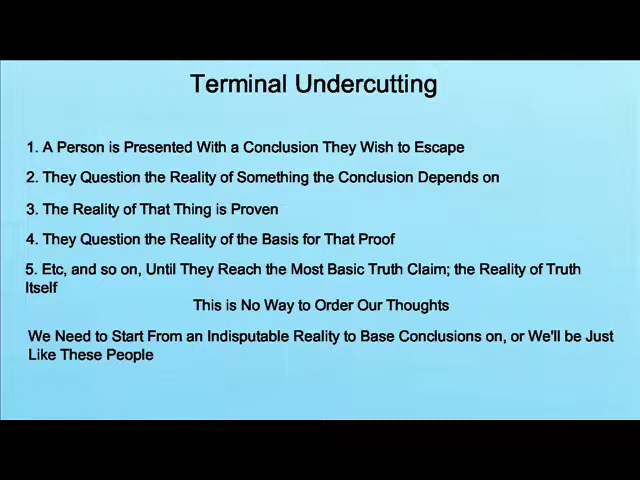 Terminal Undercutting
1. A Person is Presented With a Conclusion They Wish to Escape
2. They Question the Reality of Something the Conclusion Depends on
3. The Reality of That Thing is Proven
4. They Question the Reality of the Basis for That Proof
5. Etc, and so on, Until They Reach the Most Basic Truth Claim; the Reality of Truth
Itself
This is No Way to Order Our Thoughts
We Need to Start From an Indisputable Reality to Base Conclusions on, or We'll be Just
Like These People